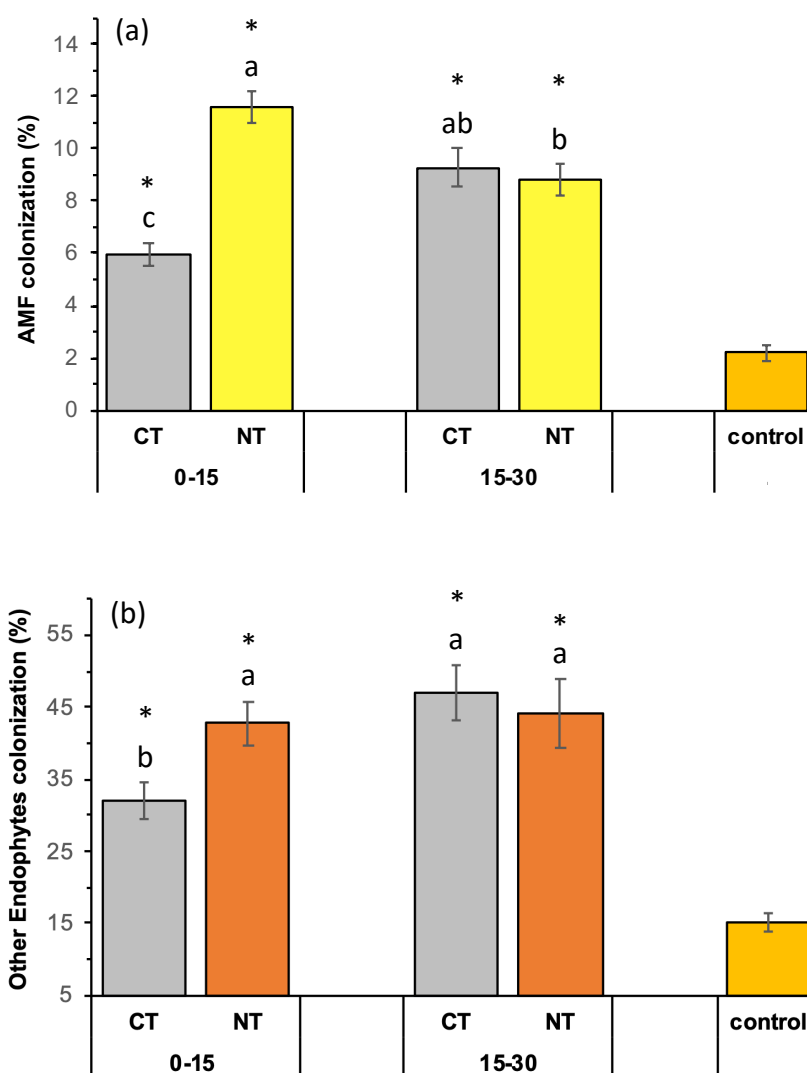 (a)
AMF colonization (%)
14
12
10
8
6
4
2
0
*
c
*
a
*
ab
*
b
CT NT CT NT control
0-15 15-30
(b)
Other Endophytes colonization (%)
55
45
35
25
15
5
*
b
*
a
*
a
*
a
CT NT CT NT control
0-15 15-30